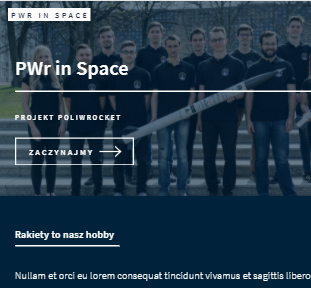 PWR IN SPACE
PWr in Space
PROJEKT POLIWROCKET
ZACZYNAJMY
Rakiety to nasz hobby
Nullam et orci eu lorem consequat tincidunt vivamus et sagittis libero